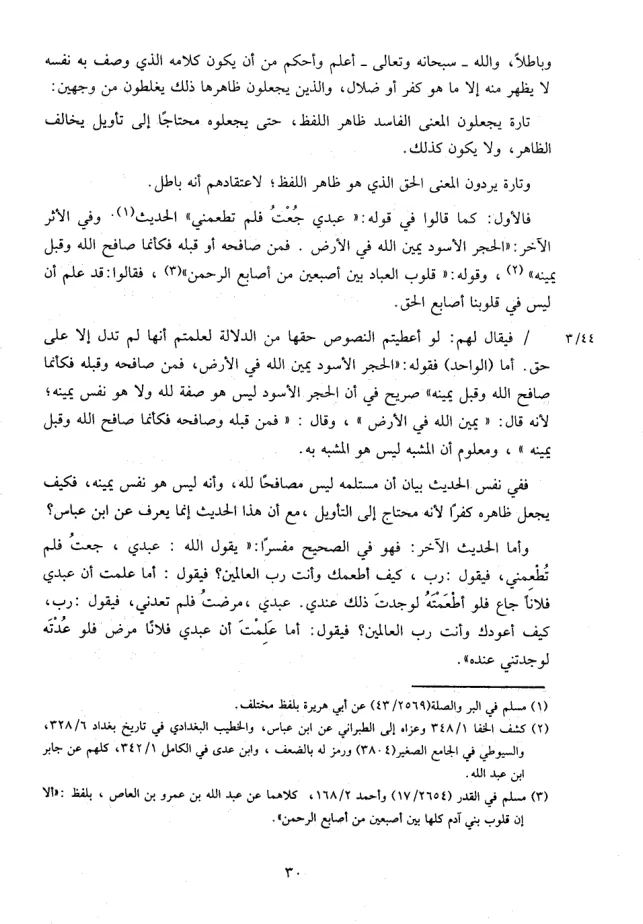 وباطلاً، والله ـ سبحانه وتعالى ـ أعلم وأحكم من أن يكون كلامه الذي وصف به نفسه
لا يظهر منه إلا ما هو كفر أو ضلال، والذين يجعلون ظاهرها ذلك يغلطون من وجهين:
تارة يجعلون المعنى الفاسد ظاهر اللفظ، حتى يجعلوه محتاجًا إلى تأويل يخالف
الظاهر، ولا يكون كذلك.
وتارة يردون المعنى الحق الذي هو ظاهر اللفظ؛ لاعتقادهم أنه باطل.
فالأول: كما قالوا في قوله:« عبدي جُعْتُ فلم تطعمني» الحديث(١). وفي الأثر
الآخر:«الحجر الأسود يمين الله في الأرض . فمن صافحه أو قبله فكأنما صافح الله وقبل
يمينه» (٢) ، وقوله:« قلوب العباد بين أصبعين من أصابع الرحمن»(٣) ، فقالوا:قد علم أن
ليس في قلوبنا أصابع الحق.
٣/٤٤ / فيقال لهم: لو أعطيتم النصوص حقها من الدلالة لعلمتم أنها لم تدل إلا على
حق. أما (الواحد) فقوله:«الحجر الأسود يمين الله في الأرض، فمن صافحه وقبله فكأنما
صافح الله وقبل يمينه» صريح في أن الحجر الأسود ليس هو صفة لله ولا هو نفس يمينه؛
لأنه قال: « يمين الله في الأرض » ، وقال : « فمن قبله وصافحه فكأنما صافح الله وقبل
يمينه » ، ومعلوم أن المشبه ليس هو المشبه به.
ففي نفس الحديث بيان أن مستلمه ليس مصافحًا لله، وأنه ليس هو نفس يمينه، فكيف
يجعل ظاهره كفرًا لأنه محتاج إلى التأويل ،مع أن هذا الحديث إنما يعرف عن ابن عباس؟
وأما الحديث الآخر: فهو في الصحيح مفسرًا:« يقول الله : عبدي ، جعتُ فلم
تُطْعِمني، فيقول :رب ، كيف أطعمك وأنت رب العالمين؟ فيقول : أما علمت أن عبدي
فلانًا جاع فلو أطْعَمْتَهُ لوجدتَ ذلك عندي. عبدي ،مرضتُ فلم تعدني، فيقول :رب،
كيف أعودك وأنت رب العالمين؟ فيقول: أما عَلِمْتَ أن عبدي فلانًا مرض فلو عُدْتَه
لوجدتني عنده».
(١) مسلم في البر والصلة(٤٣/٢٥٦٩) عن أبي هريرة بلفظ مختلف.
(٢) كشف الخفا ٣٤٨/١ وعزاه إلى الطبراني عن ابن عباس، والخطيب البغدادي في تاريخ بغداد ٣٢٨/٦،
والسيوطي في الجامع الصغير(٣٨٠٤) ورمز له بالضعف ، وابن عدى في الكامل ٣٤٢/١، كلهم عن جابر
ابن عبد الله.
(٣) مسلم في القدر (١٧/٢٦٥٤) وأحمد ١٦٨/٢، كلاهما عن عبد الله بن عمرو بن العاص ، بلفظ :«ألا
إن قلوب بني آدم كلها بين أصبعين من أصابع الرحمن».
٣٠